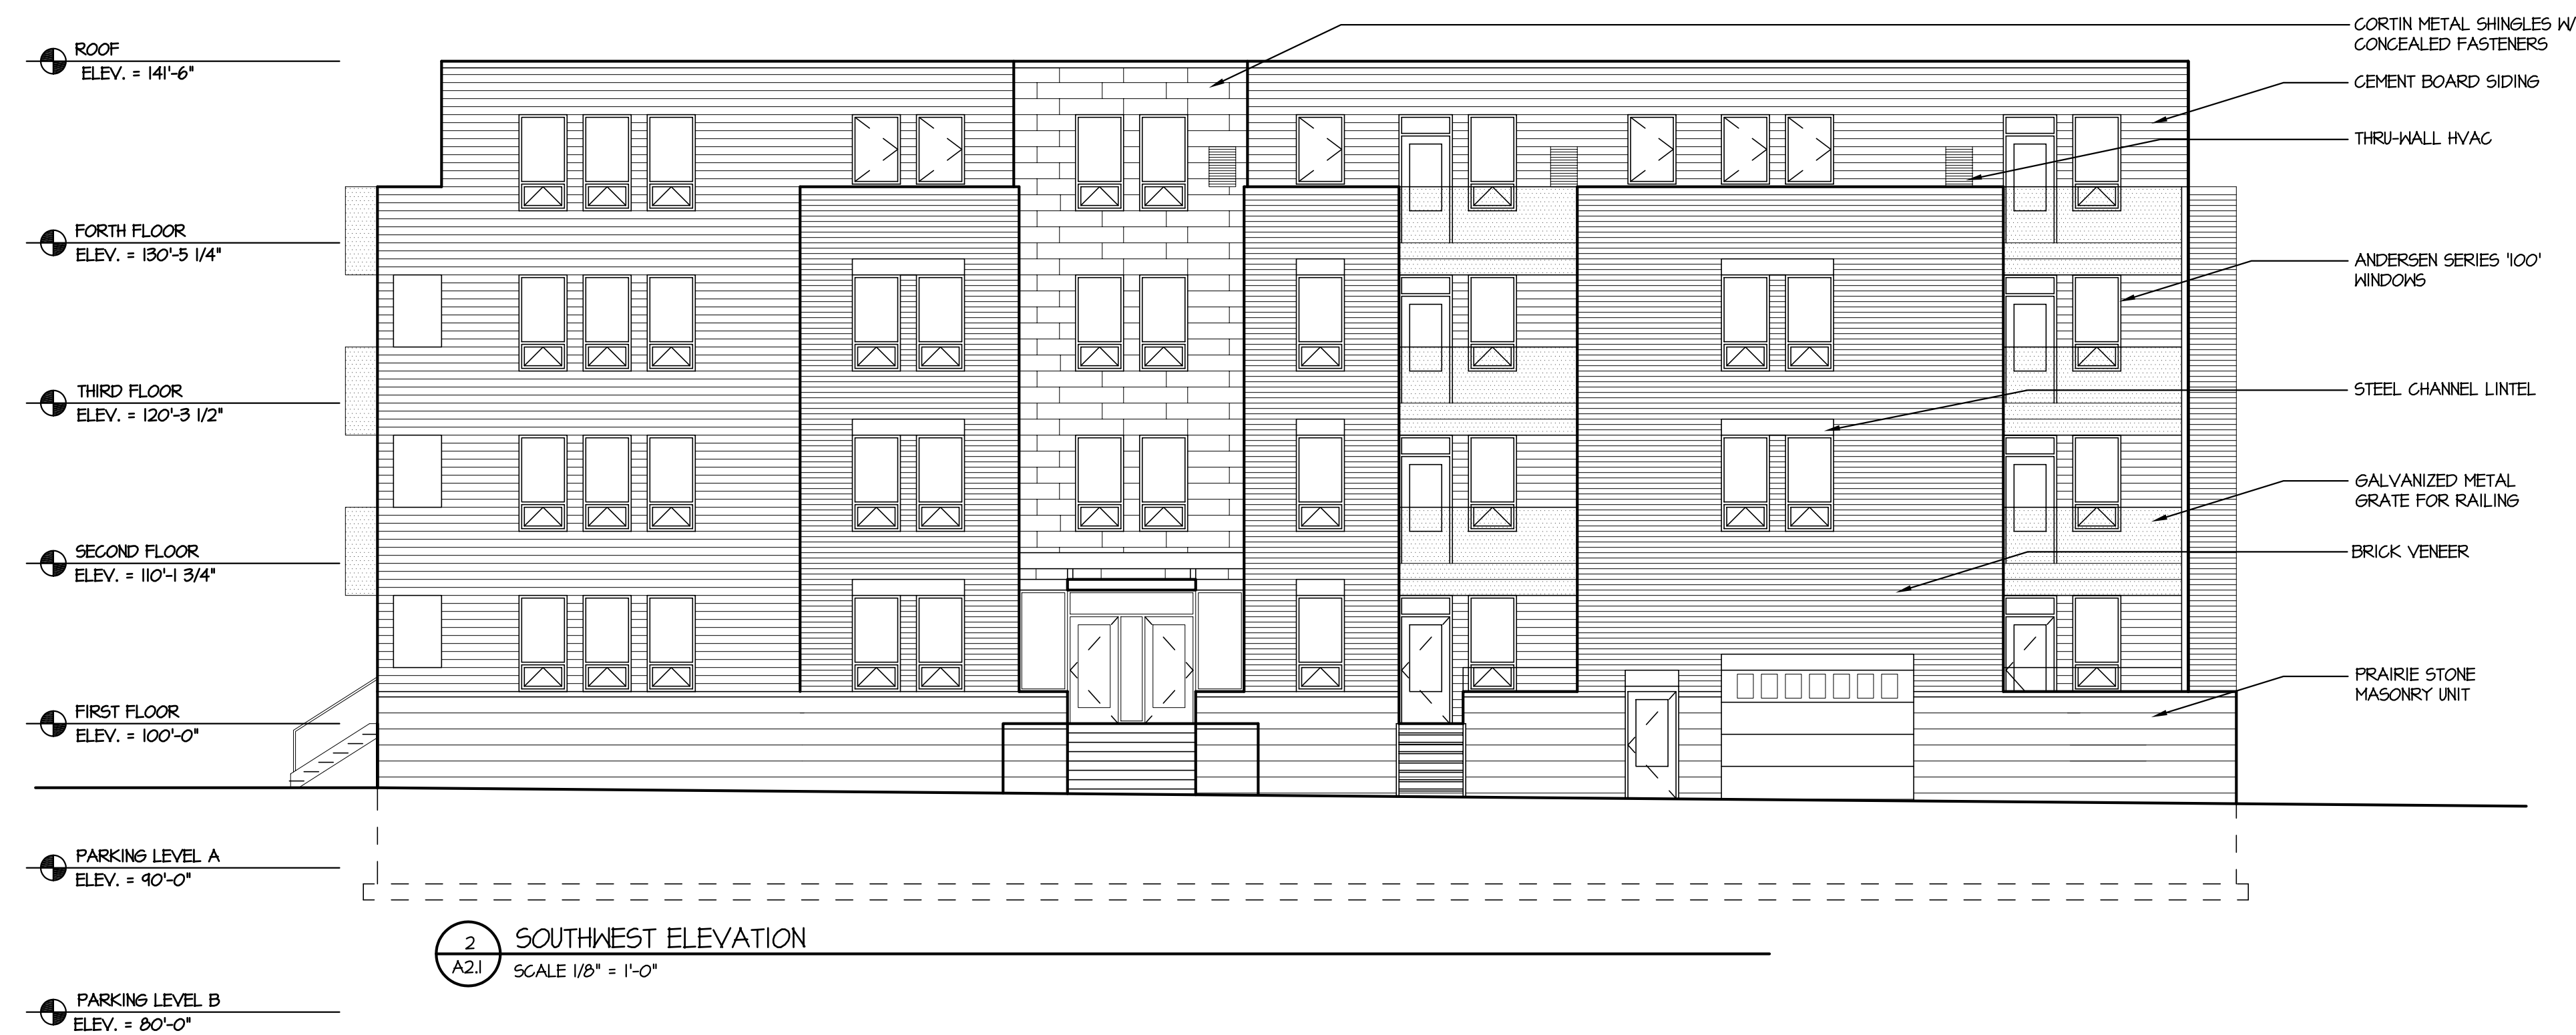 ROOF
ELEV. = 141'-6"
FORTH FLOOR
ELEV. = 130'-5 1/4"
THIRD FLOOR
ELEV. = 120'-3 1/2"
SECOND FLOOR
ELEV. = 110'-1 3/4"
FIRST FLOOR
ELEV. = 100'-0"
PARKING LEVEL A
ELEV. = 90'-0"
PARKING LEVEL B
ELEV. = 80'-0"
CORTIN METAL SHINGLES W/
CONCEALED FASTENERS
CEMENT BOARD SIDING
THRU-WALL HVAC
ANDERSEN SERIES '100'
WINDOWS
STEEL CHANNEL LINTEL
GALVANIZED METAL
GRATE FOR RAILING
BRICK VENEER
PRAIRIE STONE
MASONRY UNIT
2
A2.1
SOUTHWEST ELEVATION
SCALE 1/8" = 1'-0"